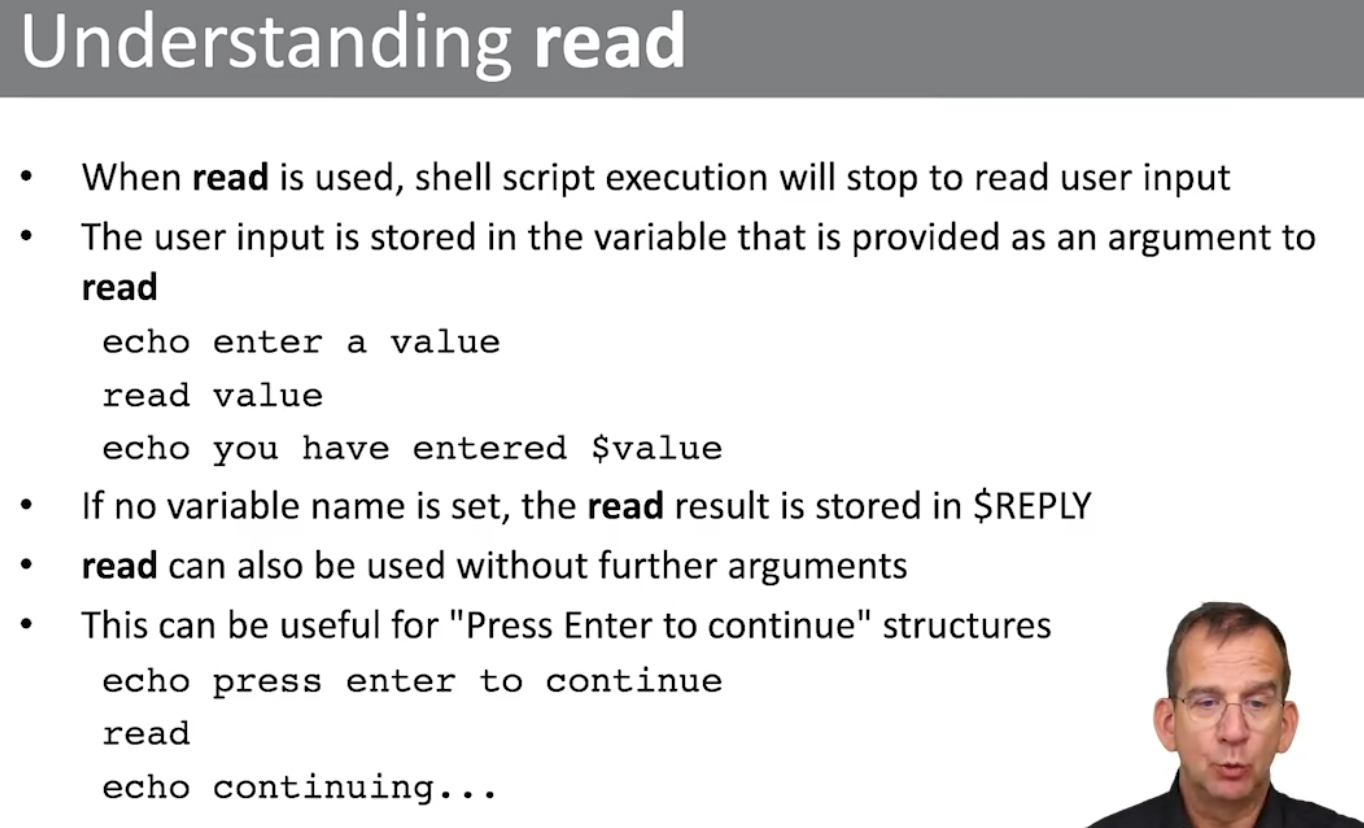 Understanding read
• When read is used, shell script execution will stop to read user input
• The user input is stored in the variable that is provided as an argument to
read
echo enter a value
read value
echo you have entered $value
• If no variable name is set, the read result is stored in $REPLY
• read can also be used without further arguments
• This can be useful for "Press Enter to continue" structures
echo press enter to continue
read
echo continuing...